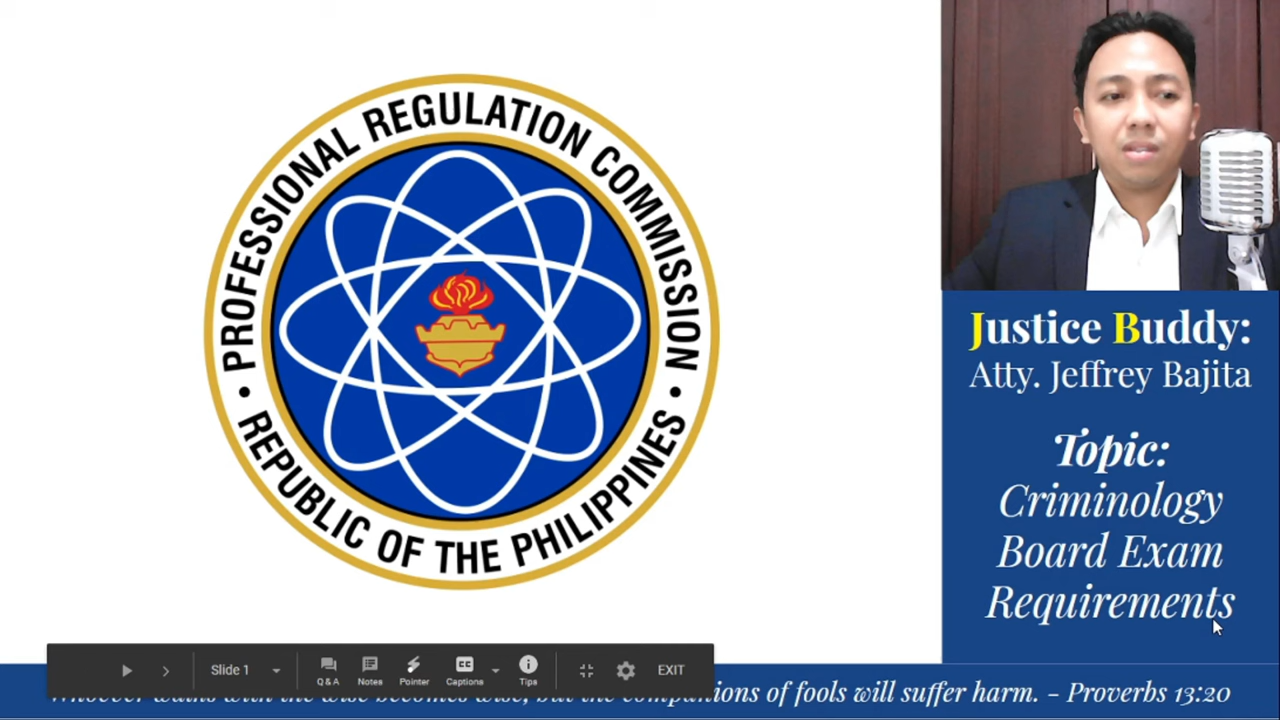 • PROFESSIONAL REGULATION COMMISSION •
REPUBLIC OF THE PHILIPPINES
Justice Buddy:
Atty. Jeffrey Bajita
Topic:
Criminology
Board Exam
Requirements
Slide 1
Q&A
Notes
Pointer
CC
Captions
Tips
EXIT
of fools will suffer harm. – Proverbs 13:20